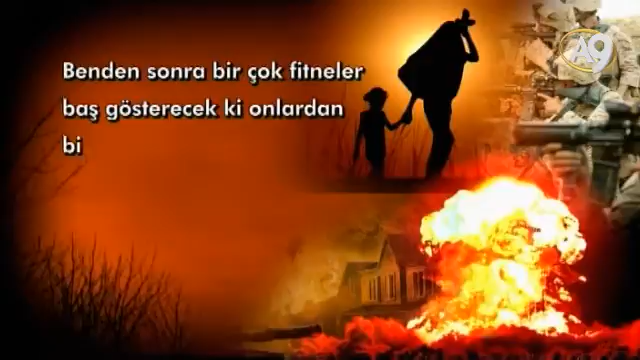 A9
Benden sonra bir çok fitneler
baş gösterecek ki onlardan
bi